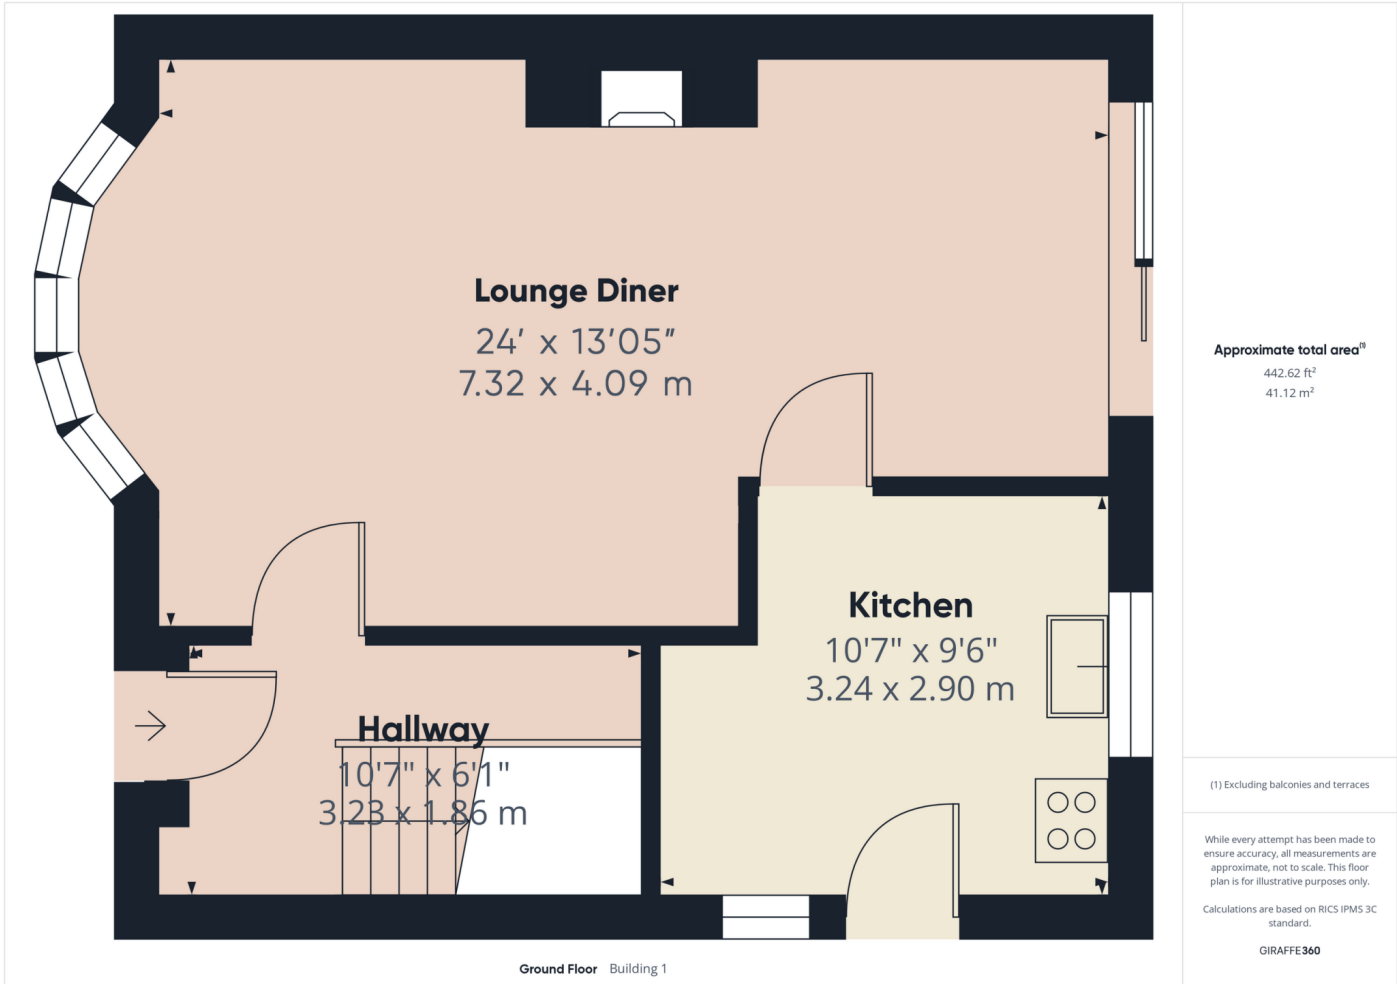 Lounge Diner
24′ x 13′05″
7.32 x 4.09 m
Kitchen
10'7" x 9'6"
3.24 x 2.90 m
Hallway
10'7" x 6'1"
3.23 x 1.86 m
Ground Floor Building 1
Approximate total area⁽¹⁾
442.62 ft²
41.12 m²
(1) Excluding balconies and terraces
While every attempt has been made to
ensure accuracy, all measurements are
approximate, not to scale. This floor
plan is for illustrative purposes only.
Calculations are based on RICS IPMS 3C
standard.
GIRAFFE360